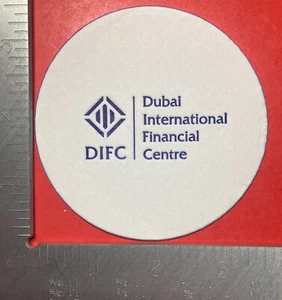 DIFC
Dubai
International
Financial
Centre